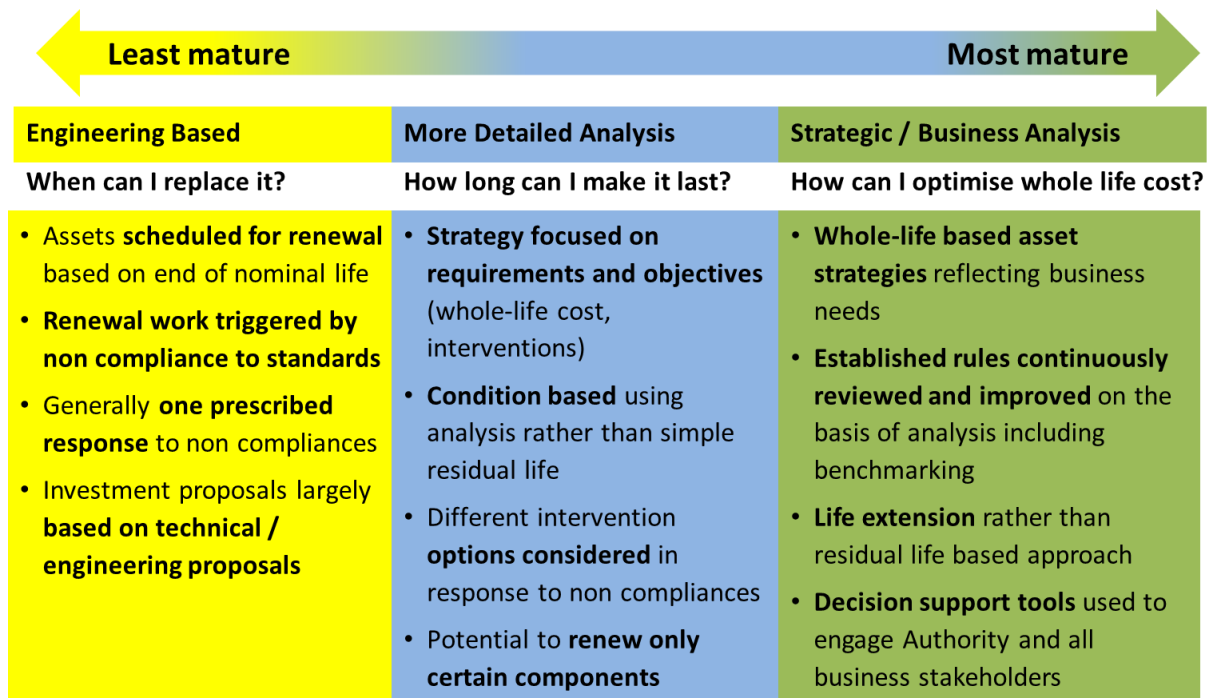 Least mature
Most mature
Engineering Based
When can I replace it?
• Assets scheduled for renewal
based on end of nominal life
• Renewal work triggered by
non compliance to standards
• Generally one prescribed
response to non compliances
• Investment proposals largely
based on technical /
engineering proposals
More Detailed Analysis
How long can I make it last?
• Strategy focused on
requirements and objectives
(whole-life cost,
interventions)
• Condition based using
analysis rather than simple
residual life
• Different intervention
options considered in
response to non compliances
• Potential to renew only
certain components
Strategic / Business Analysis
How can I optimise whole life cost?
• Whole-life based asset
strategies reflecting business
needs
• Established rules continuously
reviewed and improved on the
basis of analysis including
benchmarking
• Life extension rather than
residual life based approach
• Decision support tools used to
engage Authority and all
business stakeholders